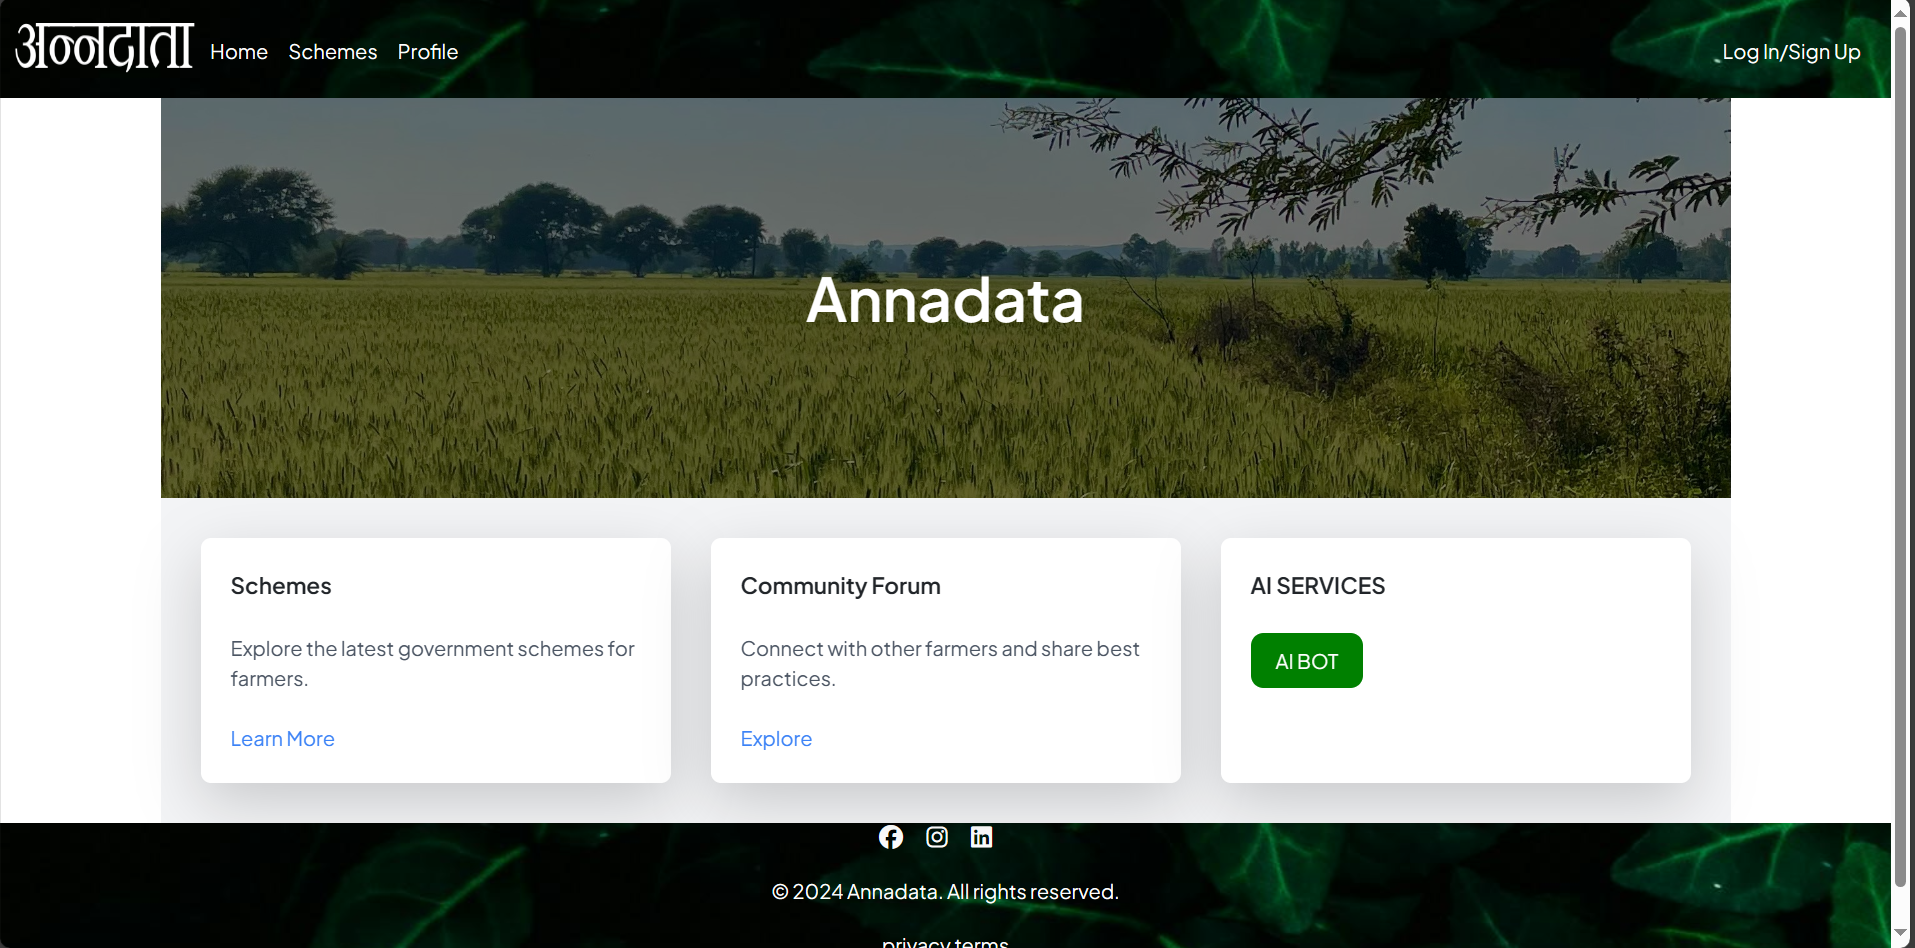 अन्नदाता
Home
Schemes
Profile
Log In/Sign Up
Annadata
Schemes
Explore the latest government schemes for
farmers.
Learn More
Community Forum
Connect with other farmers and share best
practices.
Explore
AI SERVICES
AI BOT
© 2024 Annadata. All rights reserved.
privacy terms